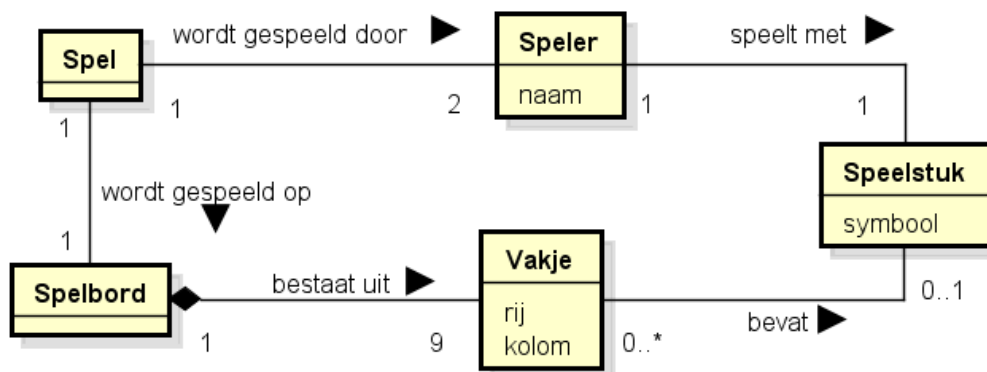 wordt gespeeld door
Speler
speelt met
Spel
naam
1
1
2
1
1
Speelstuk
symbool
wordt gespeeld op
1
Vakje
Spelbord
bestaat uit
rij
kolom
0..1
bevat
1
9
0..*